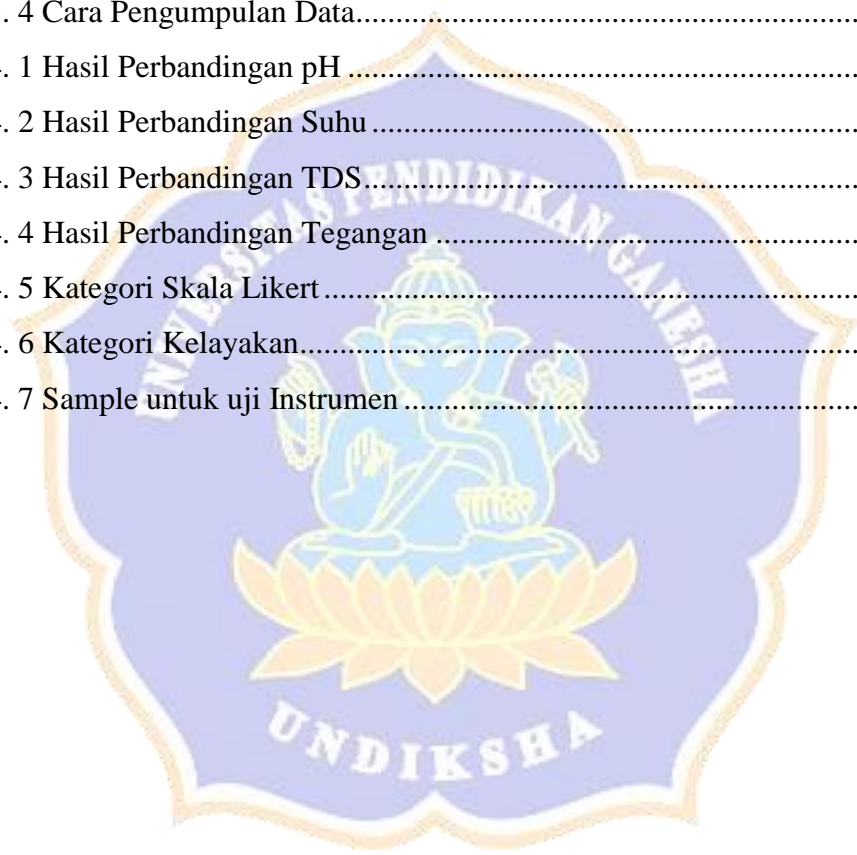 . 4 Cara Pengumpulan Data.....................................................................
. 1 Hasil Perbandingan pH .....................................................................
. 2 Hasil Perbandingan Suhu ..................................................................
. 3 Hasil Perbandingan TDS...................................................................
. 4 Hasil Perbandingan Tegangan ..........................................................
. 5 Kategori Skala Likert ........................................................................
. 6 Kategori Kelayakan...........................................................................
. 7 Sample untuk uji Instrumen ..............................................................
UNIVERSITAS PENDIDIKAN GANESHA
UNDIKSHA